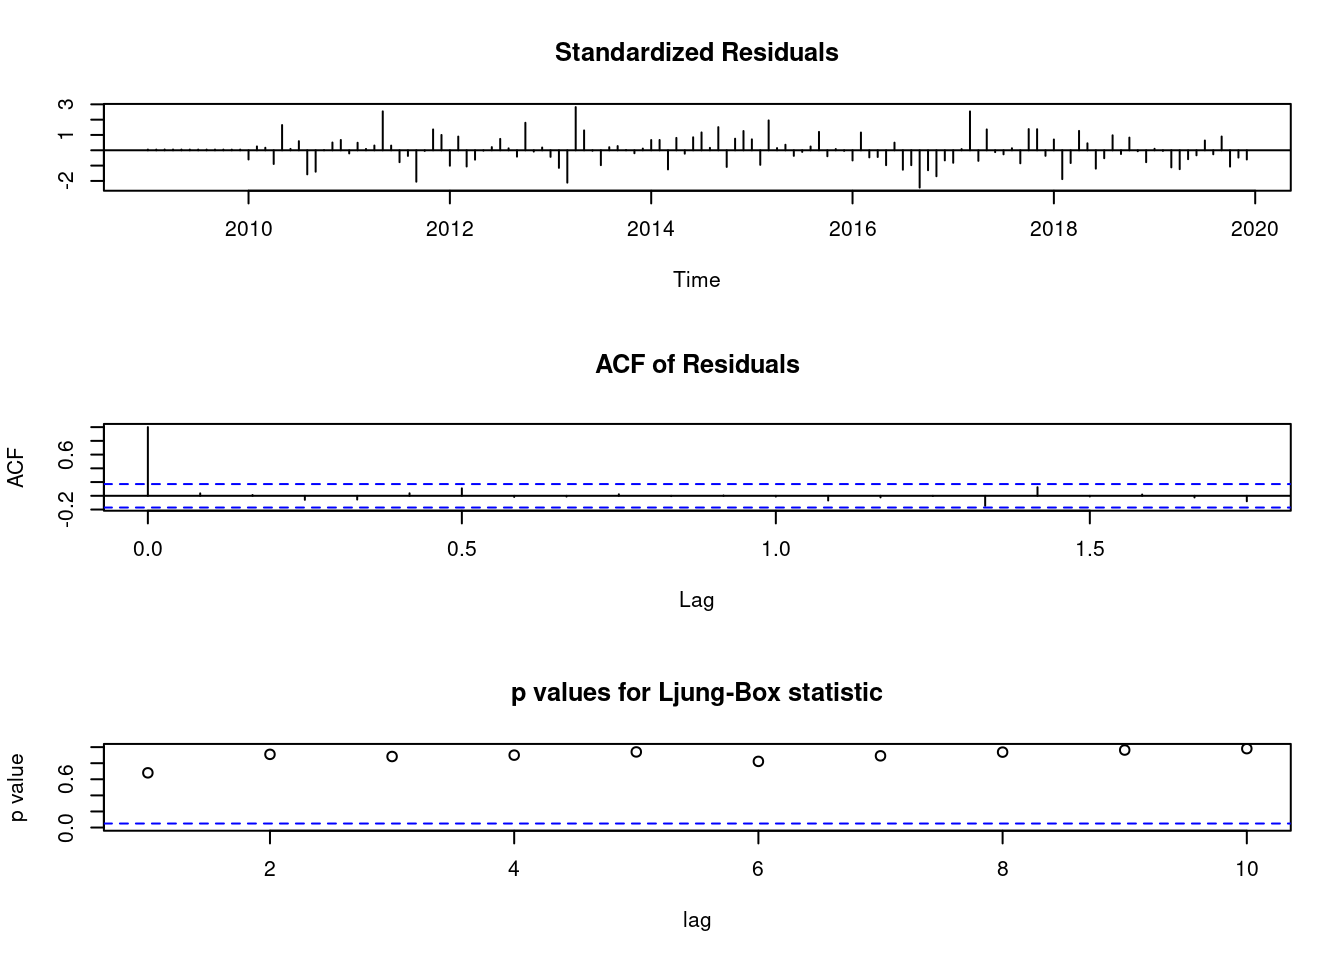 Standardized Residuals
3
1
-2
2010 2012 2014 2016 2018 2020
Time
ACF of Residuals
ACF
0.6
-0.2
0.0 0.5 1.0 1.5
Lag
p values for Ljung-Box statistic
p value
0.6
0.0
2 4 6 8 10
lag